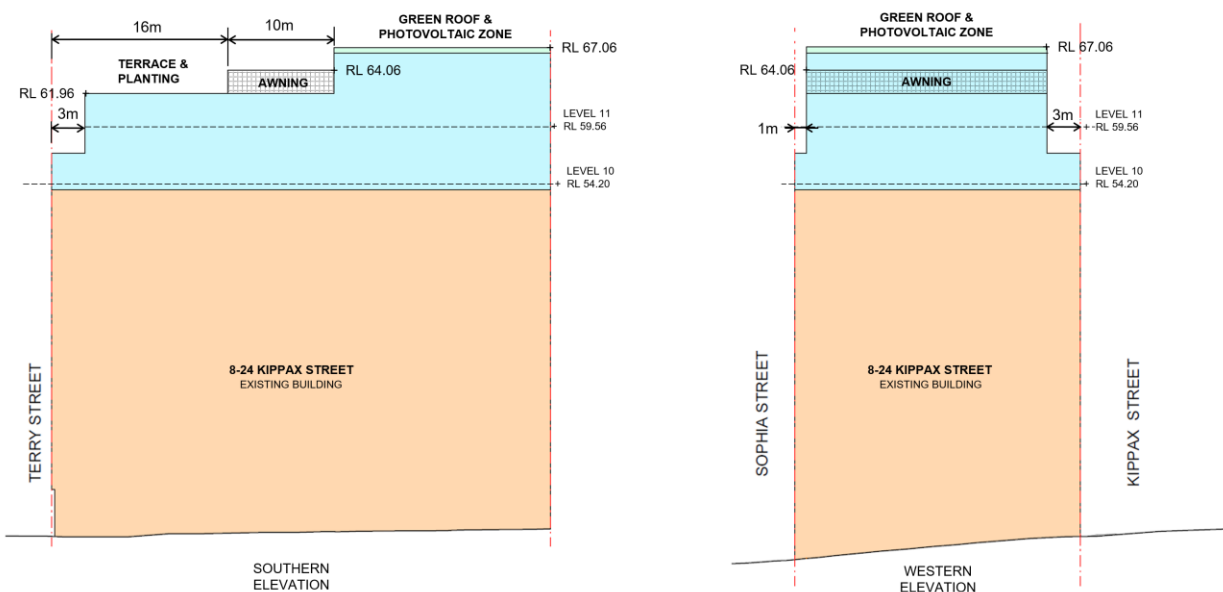 16m
10m
GREEN ROOF &
PHOTOVOLTAIC ZONE
RL 67.06
TERRACE &
PLANTING
RL 64.06
AWNING
RL 61.96
3m
LEVEL 11
RL 59.56
LEVEL 10
RL 54.20
8-24 KIPPAX STREET
EXISTING BUILDING
TERRY STREET
SOUTHERN
ELEVATION
GREEN ROOF &
PHOTOVOLTAIC ZONE
RL 67.06
RL 64.06
AWNING
1m
3m
LEVEL 11
RL 59.56
LEVEL 10
RL 54.20
8-24 KIPPAX STREET
EXISTING BUILDING
SOPHIA STREET
KIPPAX STREET
WESTERN
ELEVATION